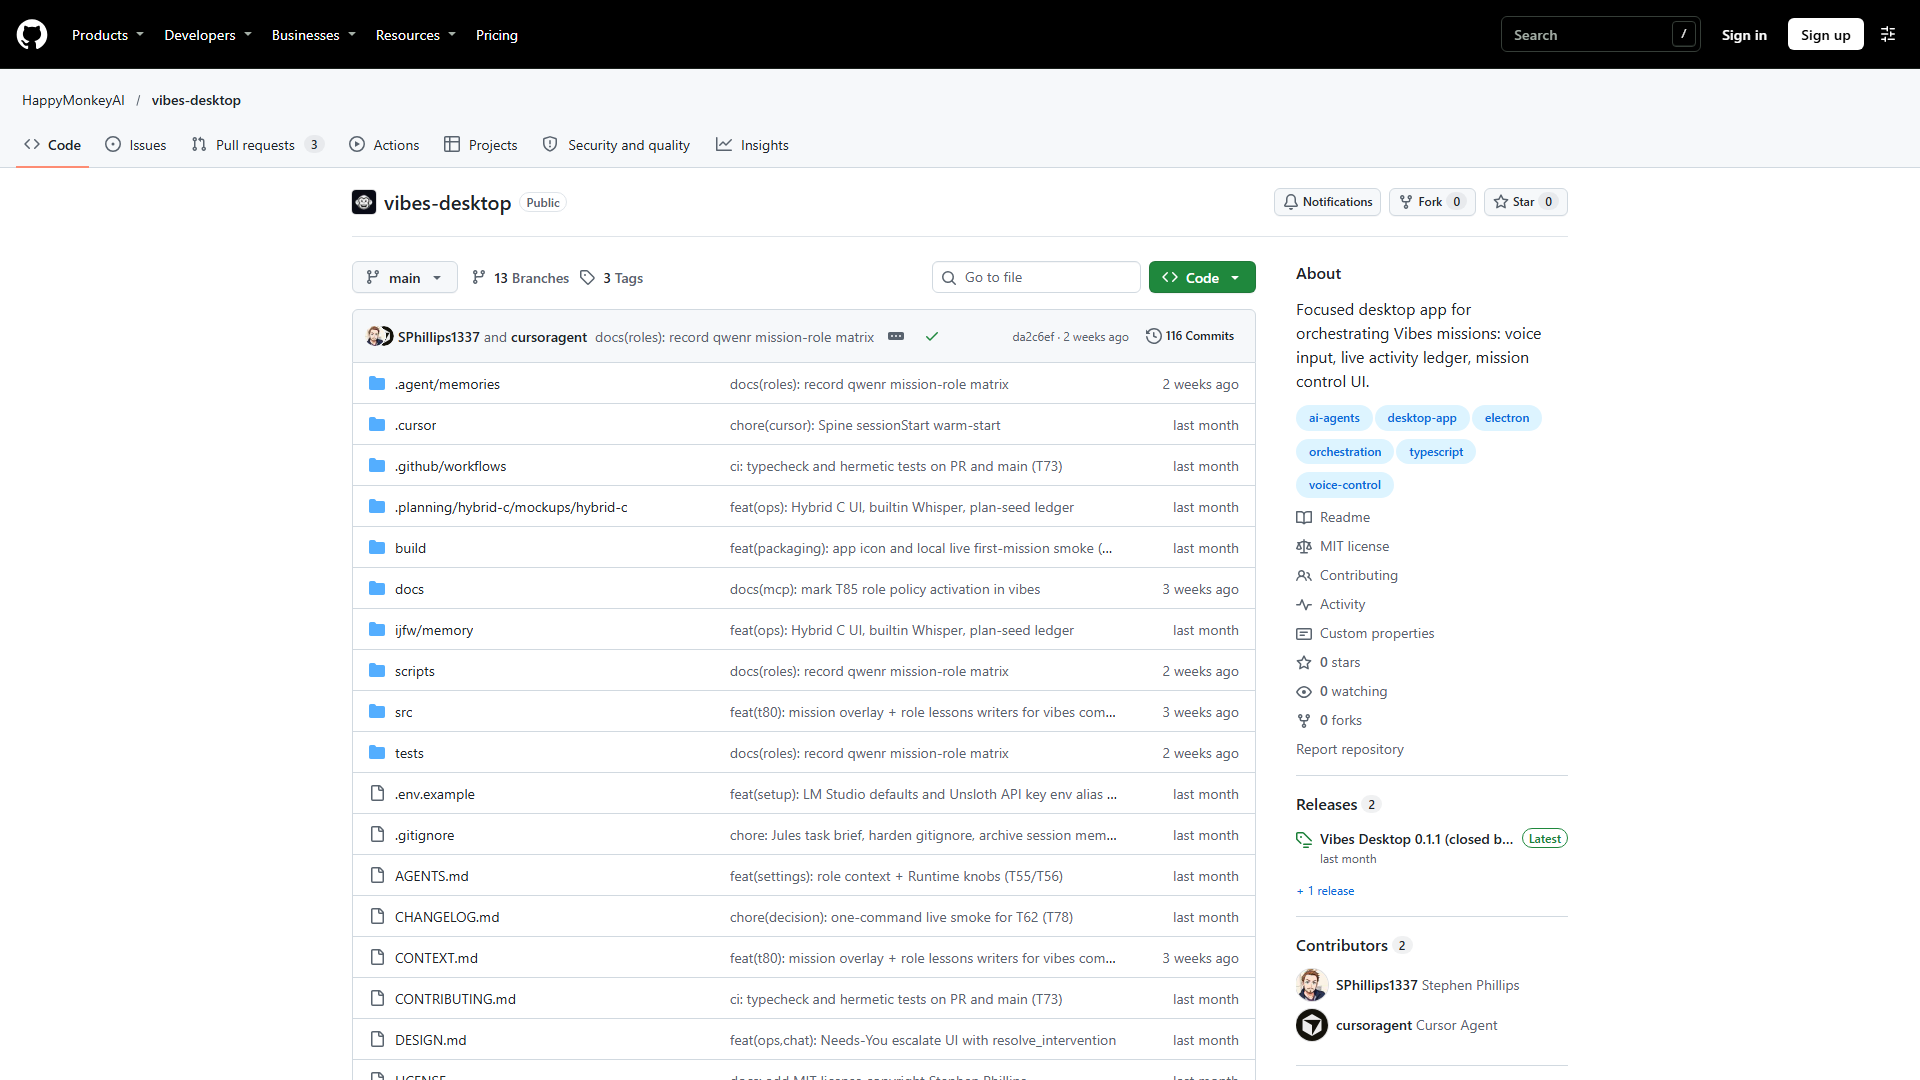 Products Developers Businesses Resources Pricing Search / Sign in Sign up
HappyMonkeyAI / vibes-desktop
Code Issues Pull requests 3 Actions Projects Security and quality Insights
vibes-desktop Public Notifications Fork 0 Star 0
main 13 Branches 3 Tags Go to file Code
SPhillips1337 and cursoragent docs(roles): record qwenr mission-role matrix da2c6ef · 2 weeks ago 116 Commits
.agent/memories docs(roles): record qwenr mission-role matrix 2 weeks ago
.cursor chore(cursor): Spine sessionStart warm-start last month
.github/workflows ci: typecheck and hermetic tests on PR and main (T73) last month
.planning/hybrid-c/mockups/hybrid-c feat(ops): Hybrid C UI, builtin Whisper, plan-seed ledger last month
build feat(packaging): app icon and local live first-mission smoke (... last month
docs docs(mcp): mark T85 role policy activation in vibes 3 weeks ago
ijfw/memory feat(ops): Hybrid C UI, builtin Whisper, plan-seed ledger last month
scripts docs(roles): record qwenr mission-role matrix 2 weeks ago
src feat(t80): mission overlay + role lessons writers for vibes com... 3 weeks ago
tests docs(roles): record qwenr mission-role matrix 2 weeks ago
.env.example feat(setup): LM Studio defaults and Unsloth API key env alias ... last month
.gitignore chore: Jules task brief, harden gitignore, archive session mem... last month
AGENTS.md feat(settings): role context + Runtime knobs (T55/T56) last month
CHANGELOG.md chore(decision): one-command live smoke for T62 (T78) last month
CONTEXT.md feat(t80): mission overlay + role lessons writers for vibes com... 3 weeks ago
CONTRIBUTING.md ci: typecheck and hermetic tests on PR and main (T73) last month
DESIGN.md feat(ops,chat): Needs-You escalate UI with resolve_intervention last month
LICENSE docs: add MIT license copyright Stephen Phillips last month
About
Focused desktop app for
orchestrating Vibes missions: voice
input, live activity ledger, mission
control UI.
ai-agents desktop-app electron
orchestration typescript
voice-control
Readme
MIT license
Contributing
Activity
Custom properties
0 stars
0 watching
0 forks
Report repository
Releases 2
Vibes Desktop 0.1.1 (closed b... Latest
last month
+ 1 release
Contributors 2
SPhillips1337 Stephen Phillips
cursoragent Cursor Agent